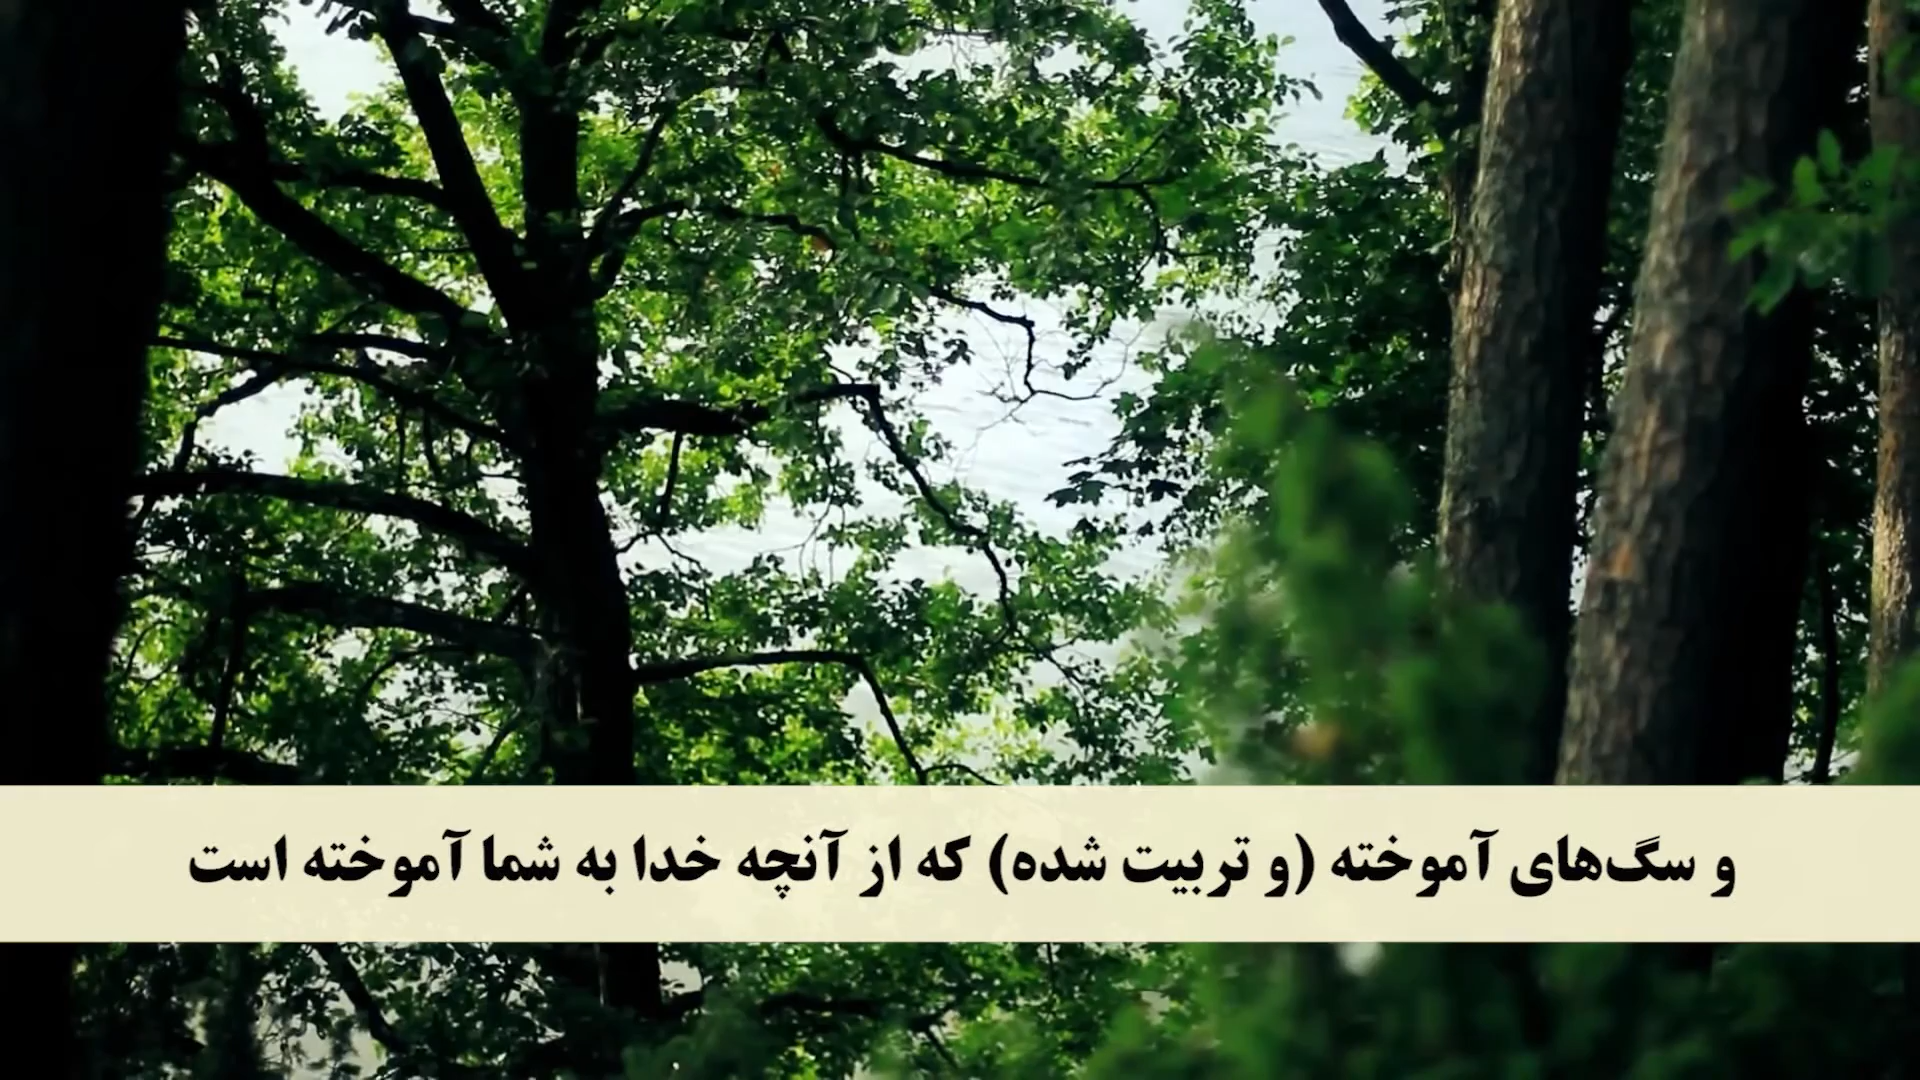 و سگ‌های آموخته (و تربیت شده) که از آنچه خدا به شما آموخته است